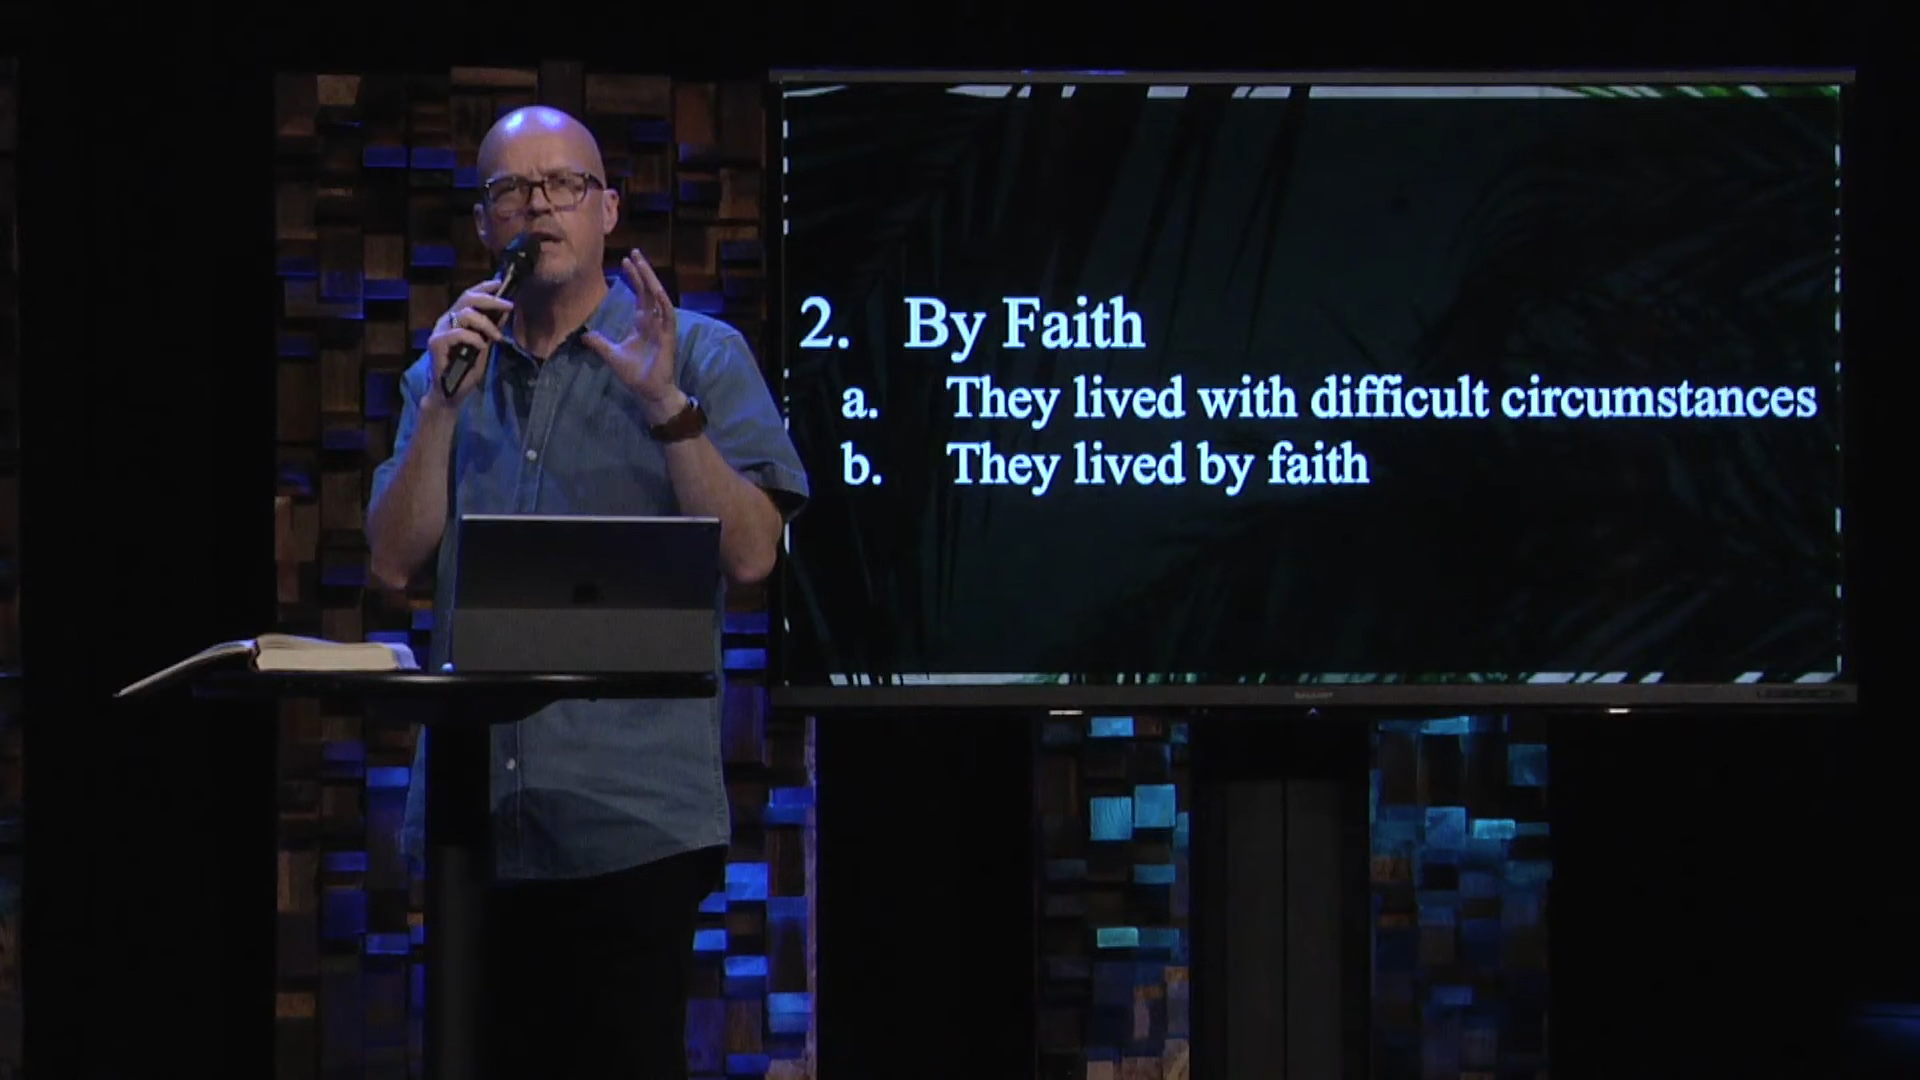 2. By Faith
a. They lived with difficult circumstances
b. They lived by faith